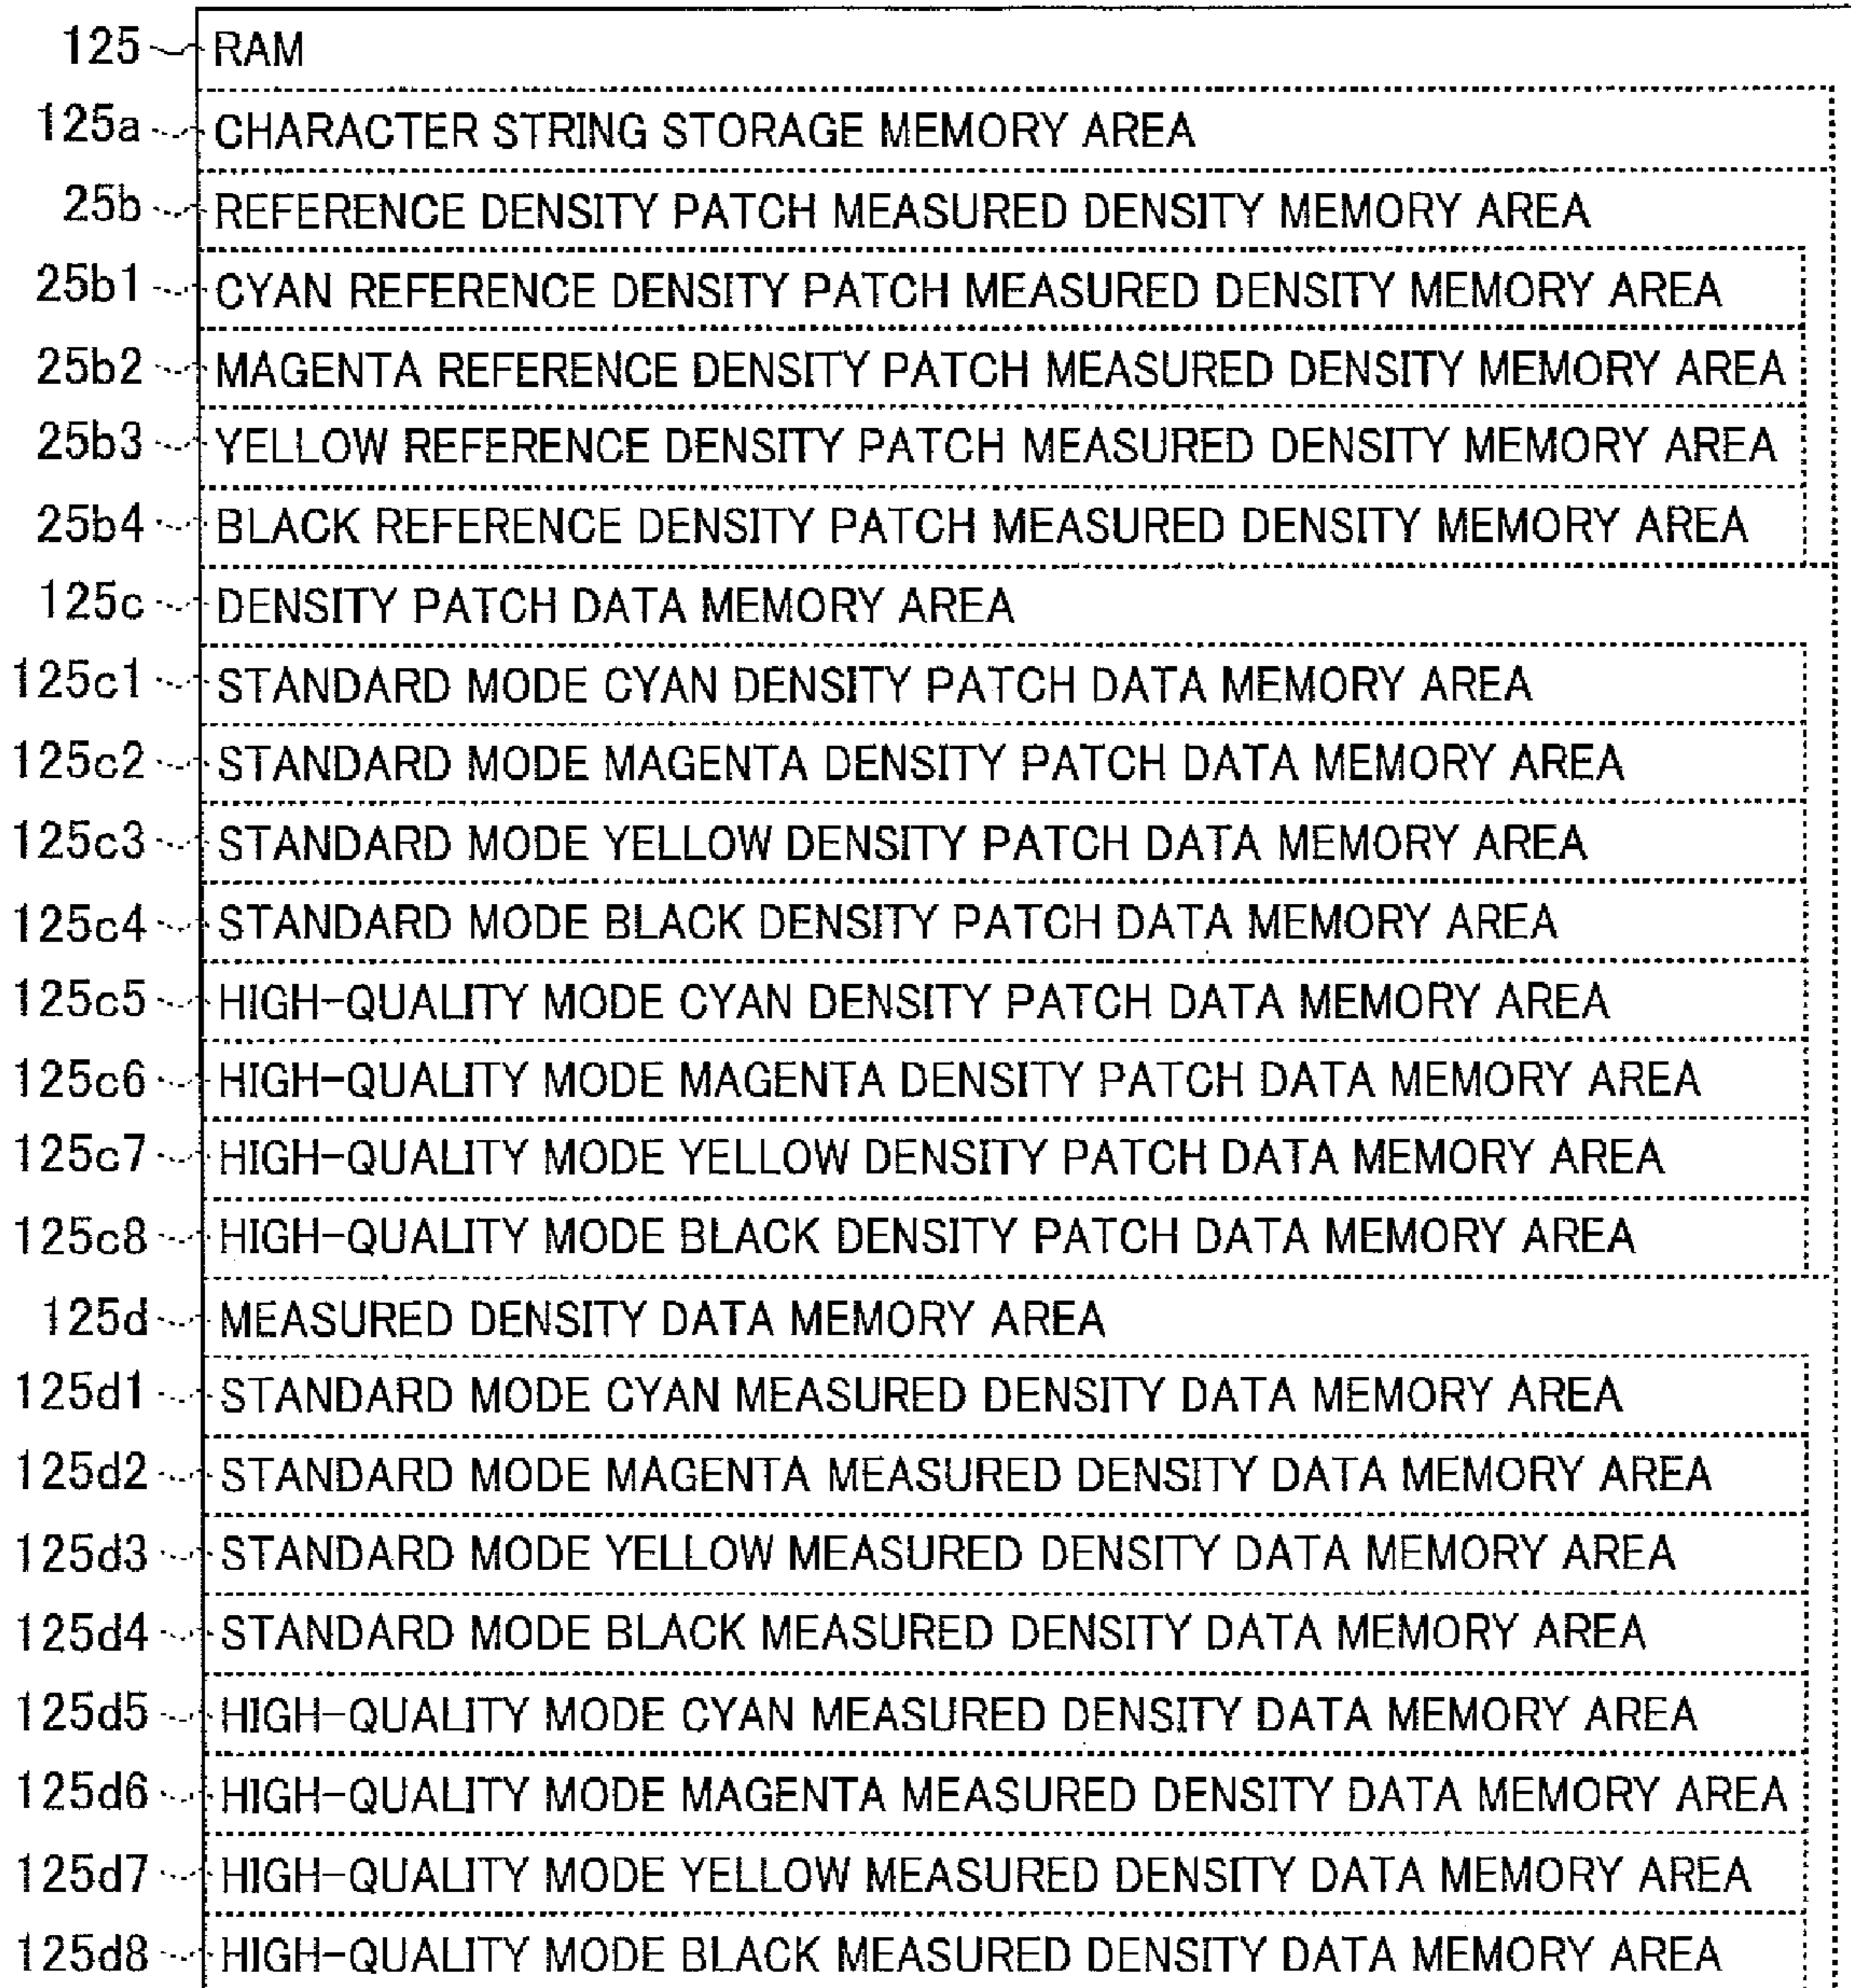 125 RAM
125a CHARACTER STRING STORAGE MEMORY AREA
25b REFERENCE DENSITY PATCH MEASURED DENSITY MEMORY AREA
25b1 CYAN REFERENCE DENSITY PATCH MEASURED DENSITY MEMORY AREA
25b2 MAGENTA REFERENCE DENSITY PATCH MEASURED DENSITY MEMORY AREA
25b3 YELLOW REFERENCE DENSITY PATCH MEASURED DENSITY MEMORY AREA
25b4 BLACK REFERENCE DENSITY PATCH MEASURED DENSITY MEMORY AREA
125c DENSITY PATCH DATA MEMORY AREA
125c1 STANDARD MODE CYAN DENSITY PATCH DATA MEMORY AREA
125c2 STANDARD MODE MAGENTA DENSITY PATCH DATA MEMORY AREA
125c3 STANDARD MODE YELLOW DENSITY PATCH DATA MEMORY AREA
125c4 STANDARD MODE BLACK DENSITY PATCH DATA MEMORY AREA
125c5 HIGH-QUALITY MODE CYAN DENSITY PATCH DATA MEMORY AREA
125c6 HIGH-QUALITY MODE MAGENTA DENSITY PATCH DATA MEMORY AREA
125c7 HIGH-QUALITY MODE YELLOW DENSITY PATCH DATA MEMORY AREA
125c8 HIGH-QUALITY MODE BLACK DENSITY PATCH DATA MEMORY AREA
125d MEASURED DENSITY DATA MEMORY AREA
125d1 STANDARD MODE CYAN MEASURED DENSITY DATA MEMORY AREA
125d2 STANDARD MODE MAGENTA MEASURED DENSITY DATA MEMORY AREA
125d3 STANDARD MODE YELLOW MEASURED DENSITY DATA MEMORY AREA
125d4 STANDARD MODE BLACK MEASURED DENSITY DATA MEMORY AREA
125d5 HIGH-QUALITY MODE CYAN MEASURED DENSITY DATA MEMORY AREA
125d6 HIGH-QUALITY MODE MAGENTA MEASURED DENSITY DATA MEMORY AREA
125d7 HIGH-QUALITY MODE YELLOW MEASURED DENSITY DATA MEMORY AREA
125d8 HIGH-QUALITY MODE BLACK MEASURED DENSITY DATA MEMORY AREA